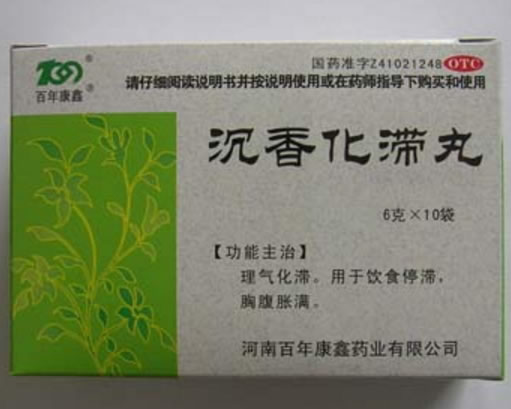 100®
百年康鑫®
国药准字Z41021248 OTC
请仔细阅读说明书并按说明使用或在药师指导下购买和使用
沉香化滞丸
6克×10袋
【功能主治】
理气化滞。用于饮食停滞，
胸腹胀满。
河南百年康鑫药业有限公司